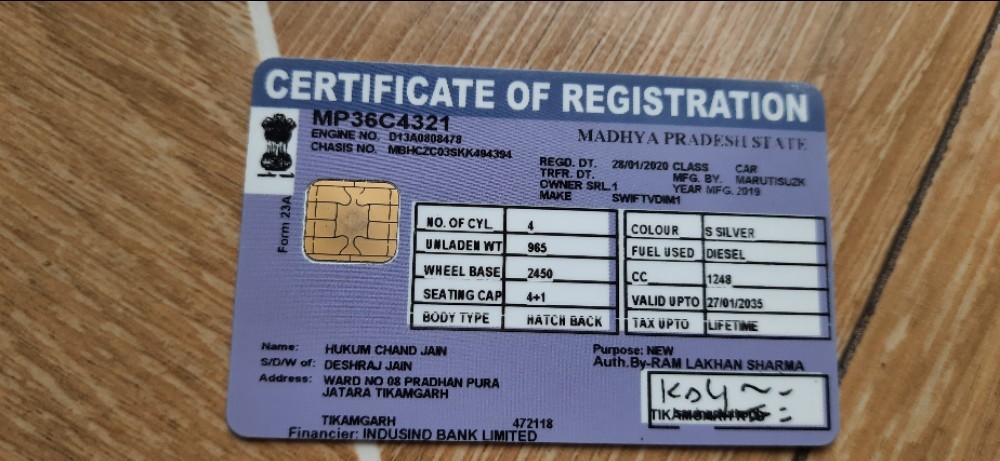 CERTIFICATE OF REGISTRATION
MP36C4321
ENGINE NO. D13A0808478
CHASIS NO. MBHCZC03SKK494394
MADHYA PRADESH STATE
REGD. DT. 28/01/2020 CLASS CAR
TRFR. DT. MFG. BY. MARUTISUZK
OWNER SRL.1 YEAR MFG. 2019
MAKE SWIFTVDIM1
Form 23A
NO. OF CYL. 4
UNLADEN WT 965
WHEEL BASE 2450
SEATING CAP 4+1
BODY TYPE HATCH BACK
COLOUR S SILVER
FUEL USED DIESEL
CC 1248
VALID UPTO 27/01/2035
TAX UPTO LIFETIME
Name: HUKUM CHAND JAIN
S/D/W of: DESHRAJ JAIN
Address: WARD NO 08 PRADHAN PURA
JATARA TIKAMGARH
TIKAMGARH 472118
Financier: INDUSIND BANK LIMITED
Purpose: NEW
Auth.By-RAM LAKHAN SHARMA